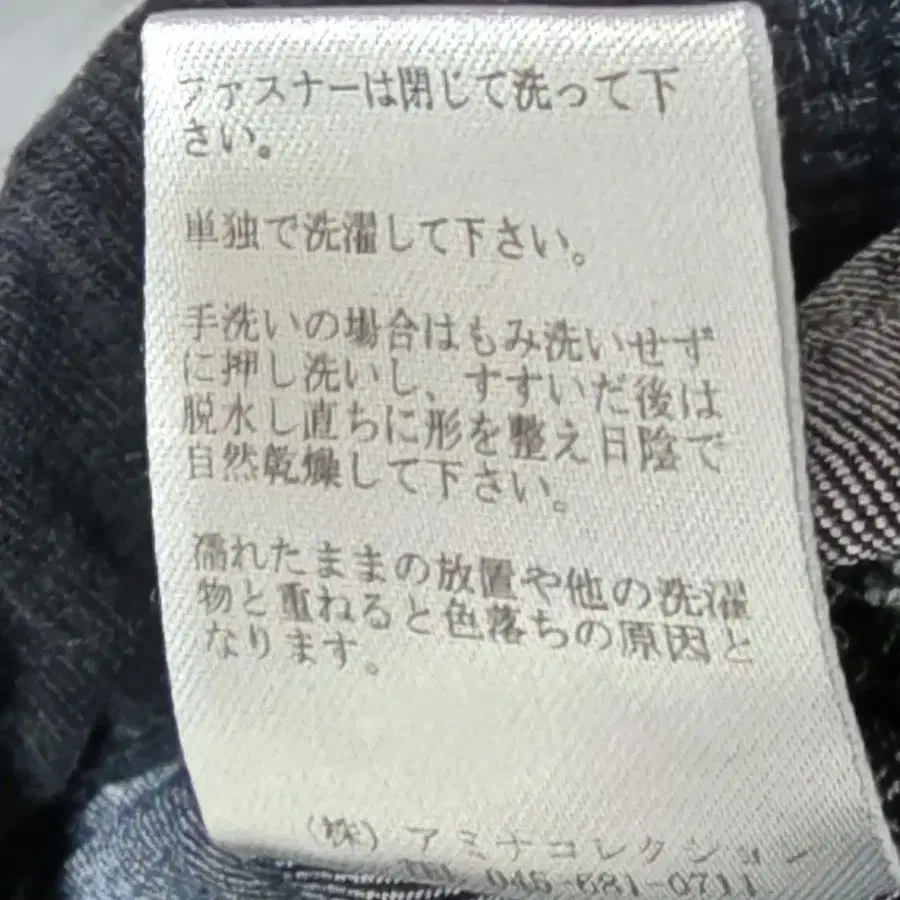 ファスナーは閉じて洗って下
さい。
単独で洗濯して下さい。
手洗いの場合はもみ洗いせず
に押し洗いし、すすいだ後は
脱水し直ちに形を整え日陰で
自然乾燥して下さい。
濡れたままの放置や他の洗濯
物と重ねると色落ちの原因と
なります。
(株)アミナコレクション
TEL 045-681-0711